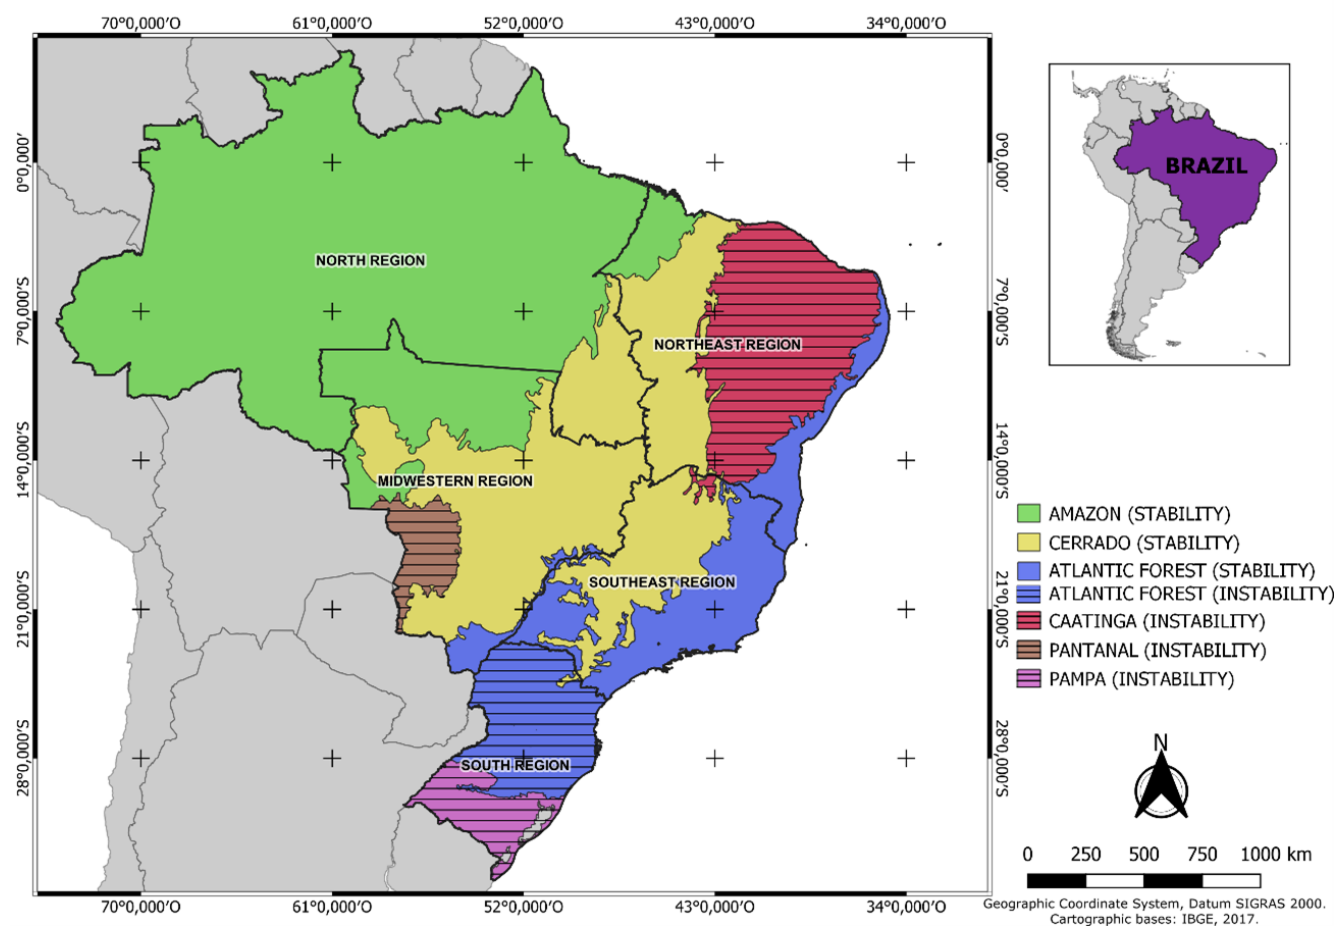 70°0,000'O 61°0,000'O 52°0,000'O 43°0,000'O 34°0,000'O
0°0,000'
7°0,000'S
14°0,000'S
21°0,000'S
28°0,000'S
NORTH REGION
NORTHEAST REGION
MIDWESTERN REGION
SOUTHEAST REGION
SOUTH REGION
0°0,000'
7°0,000'S
14°0,000'S
21°0,000'S
28°0,000'S
70°0,000'O 61°0,000'O 52°0,000'O 43°0,000'O 34°0,000'O
BRAZIL
AMAZON (STABILITY)
CERRADO (STABILITY)
ATLANTIC FOREST (STABILITY)
ATLANTIC FOREST (INSTABILITY)
CAATINGA (INSTABILITY)
PANTANAL (INSTABILITY)
PAMPA (INSTABILITY)
N
0 250 500 750 1000 km
Geographic Coordinate System, Datum SIGRAS 2000.
Cartographic bases: IBGE, 2017.